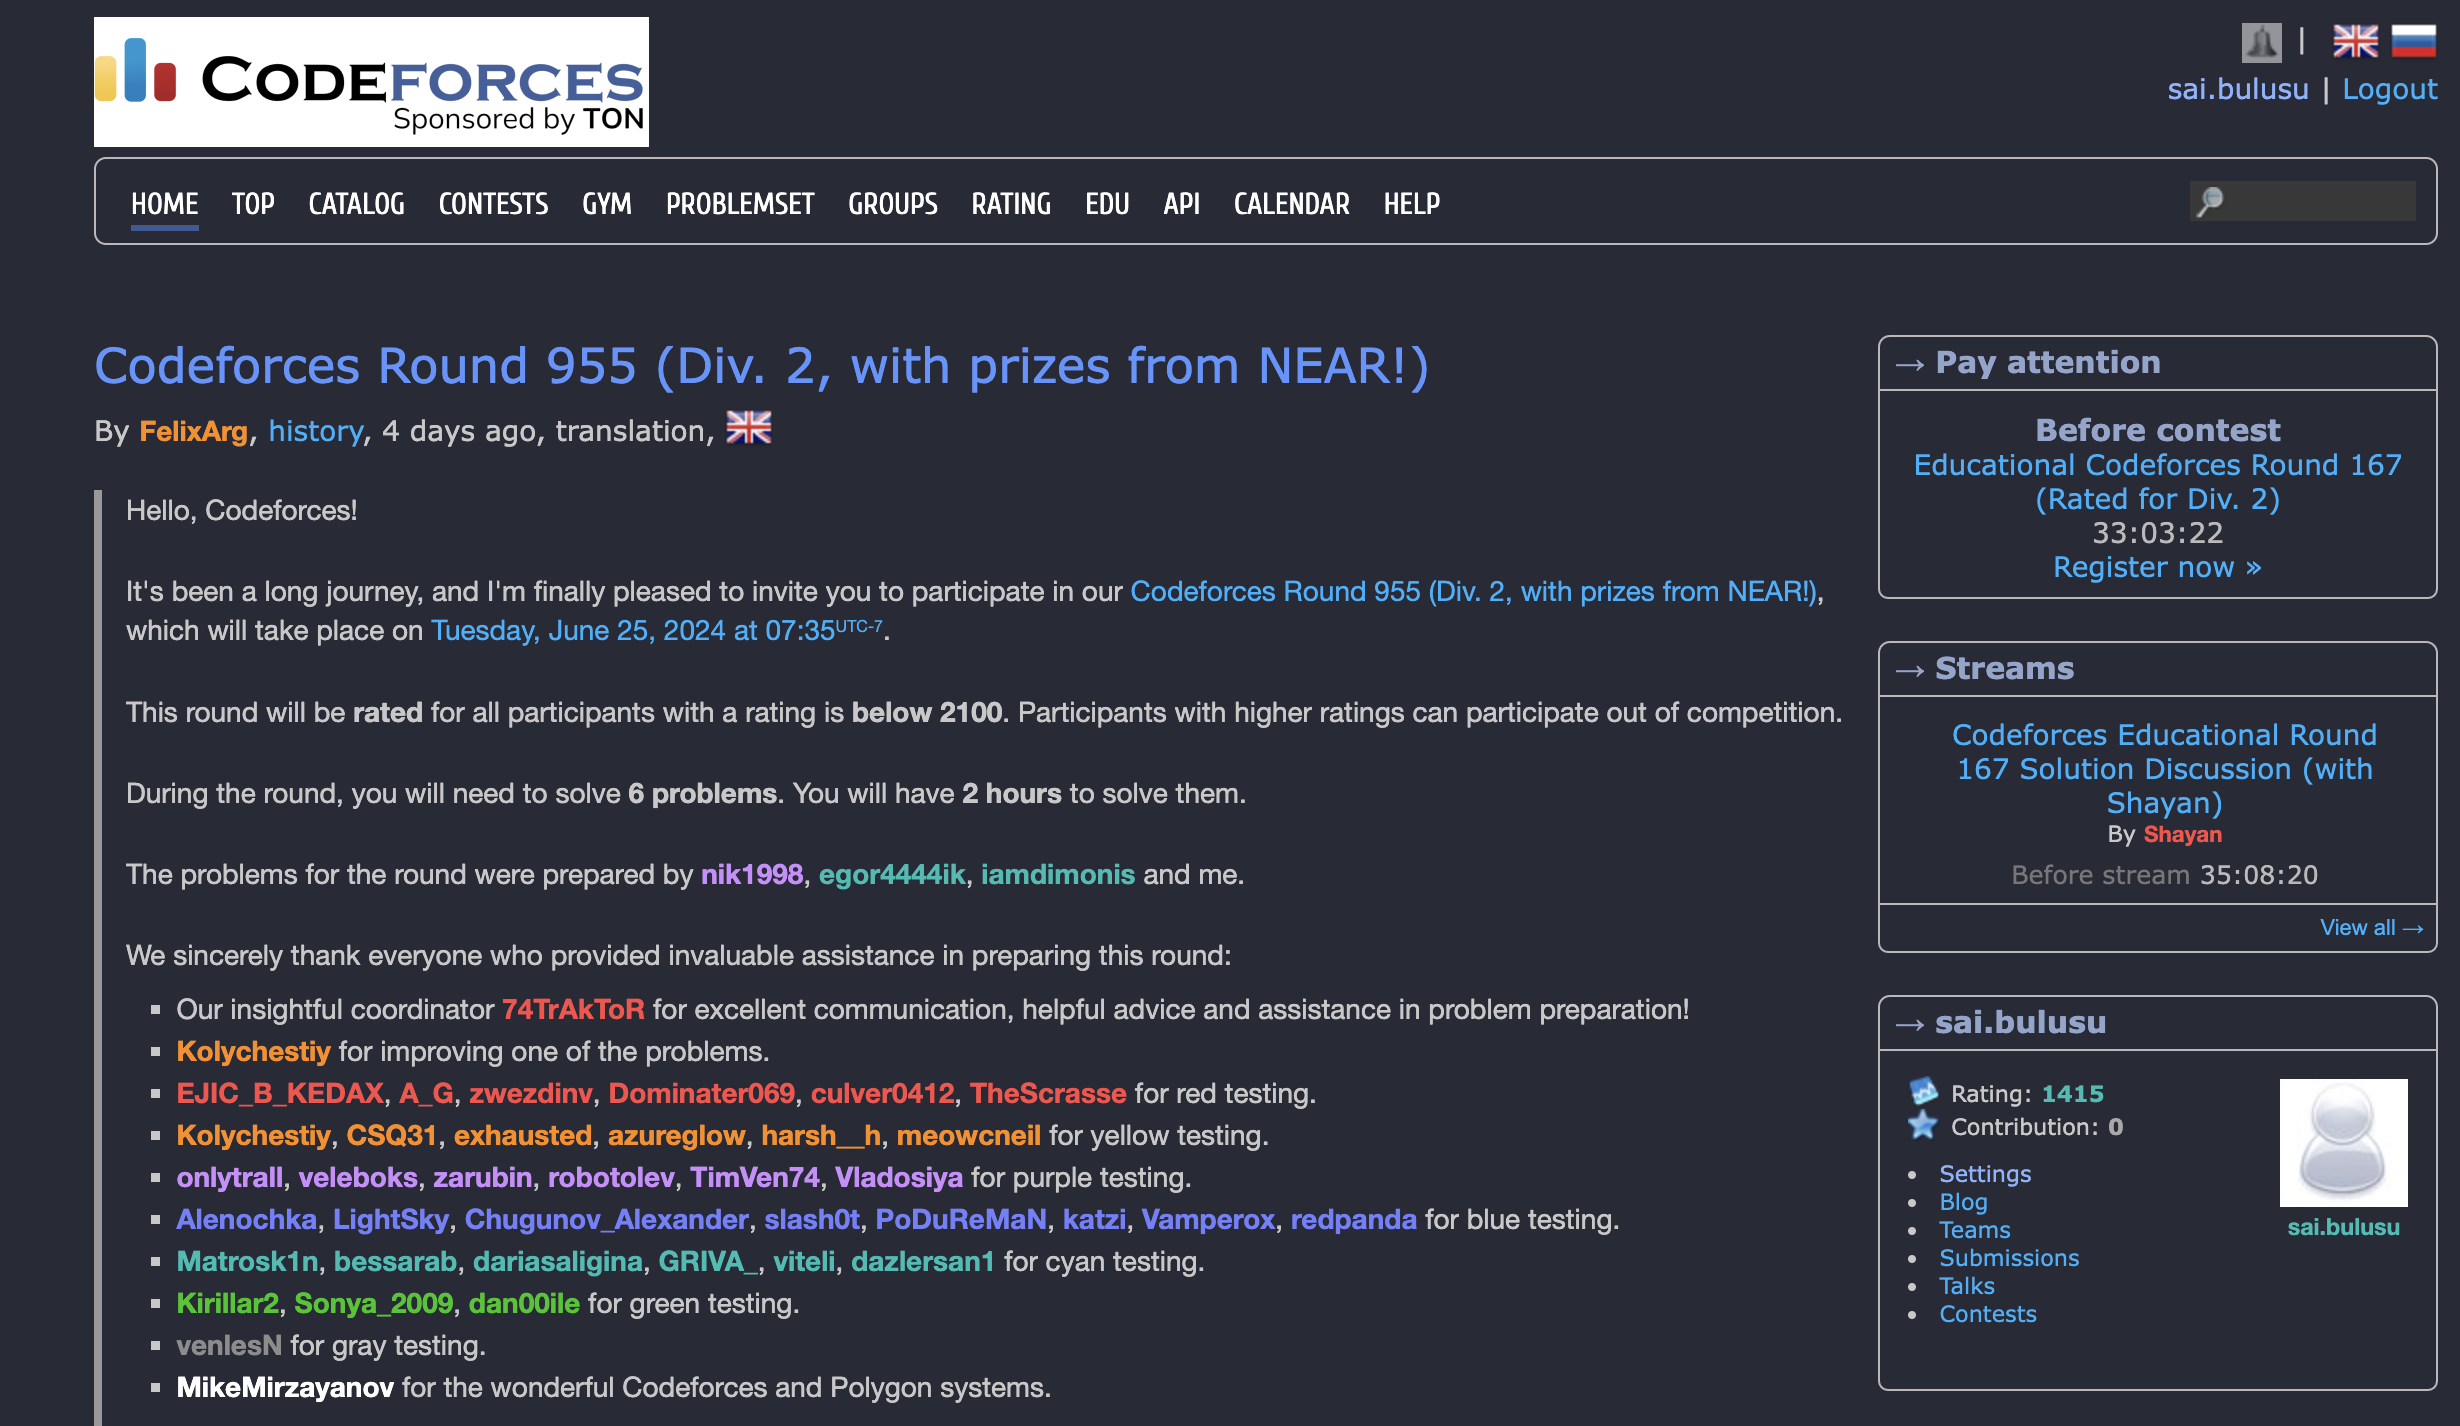 CODEFORCES
Sponsored by TON
sai.bulusu | Logout
HOME TOP CATALOG CONTESTS GYM PROBLEMSET GROUPS RATING EDU API CALENDAR HELP
Codeforces Round 955 (Div. 2, with prizes from NEAR!)
By FelixArg, history, 4 days ago, translation,
Hello, Codeforces!
It's been a long journey, and I'm finally pleased to invite you to participate in our Codeforces Round 955 (Div. 2, with prizes from NEAR!),
which will take place on Tuesday, June 25, 2024 at 07:35UTC-7.
This round will be rated for all participants with a rating is below 2100. Participants with higher ratings can participate out of competition.
During the round, you will need to solve 6 problems. You will have 2 hours to solve them.
The problems for the round were prepared by nik1998, egor4444ik, iamdimonis and me.
We sincerely thank everyone who provided invaluable assistance in preparing this round:
Our insightful coordinator 74TrAkToR for excellent communication, helpful advice and assistance in problem preparation!
Kolychestiy for improving one of the problems.
EJIC_B_KEDAX, A_G, zwezdinv, Dominater069, culver0412, TheScrasse for red testing.
Kolychestiy, CSQ31, exhausted, azureglow, harsh__h, meowcneil for yellow testing.
onlytrall, veleboks, zarubin, robotolev, TimVen74, Vladosiya for purple testing.
Alenochka, LightSky, Chugunov_Alexander, slash0t, PoDuReMaN, katzi, Vamperox, redpanda for blue testing.
Matrosk1n, bessarab, dariasaligina, GRIVA_, viteli, dazlersan1 for cyan testing.
Kirillar2, Sonya_2009, dan00ile for green testing.
venlesN for gray testing.
MikeMirzayanov for the wonderful Codeforces and Polygon systems.
→ Pay attention
Before contest
Educational Codeforces Round 167
(Rated for Div. 2)
33:03:22
Register now »
→ Streams
Codeforces Educational Round
167 Solution Discussion (with
Shayan)
By Shayan
Before stream 35:08:20
View all →
→ sai.bulusu
Rating: 1415
Contribution: 0
Settings
Blog
Teams
Submissions
Talks
Contests
sai.bulusu